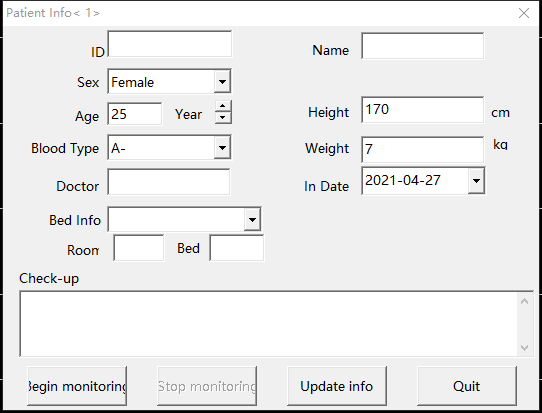 Patient Info< 1>
ID
Name
Sex Female
Age 25 Year
Height 170 cm
Blood Type A-
Weight 7 kg
Doctor
In Date 2021-04-27
Bed Info
Room
Bed
Check-up
Begin monitoring
Stop monitoring
Update info
Quit